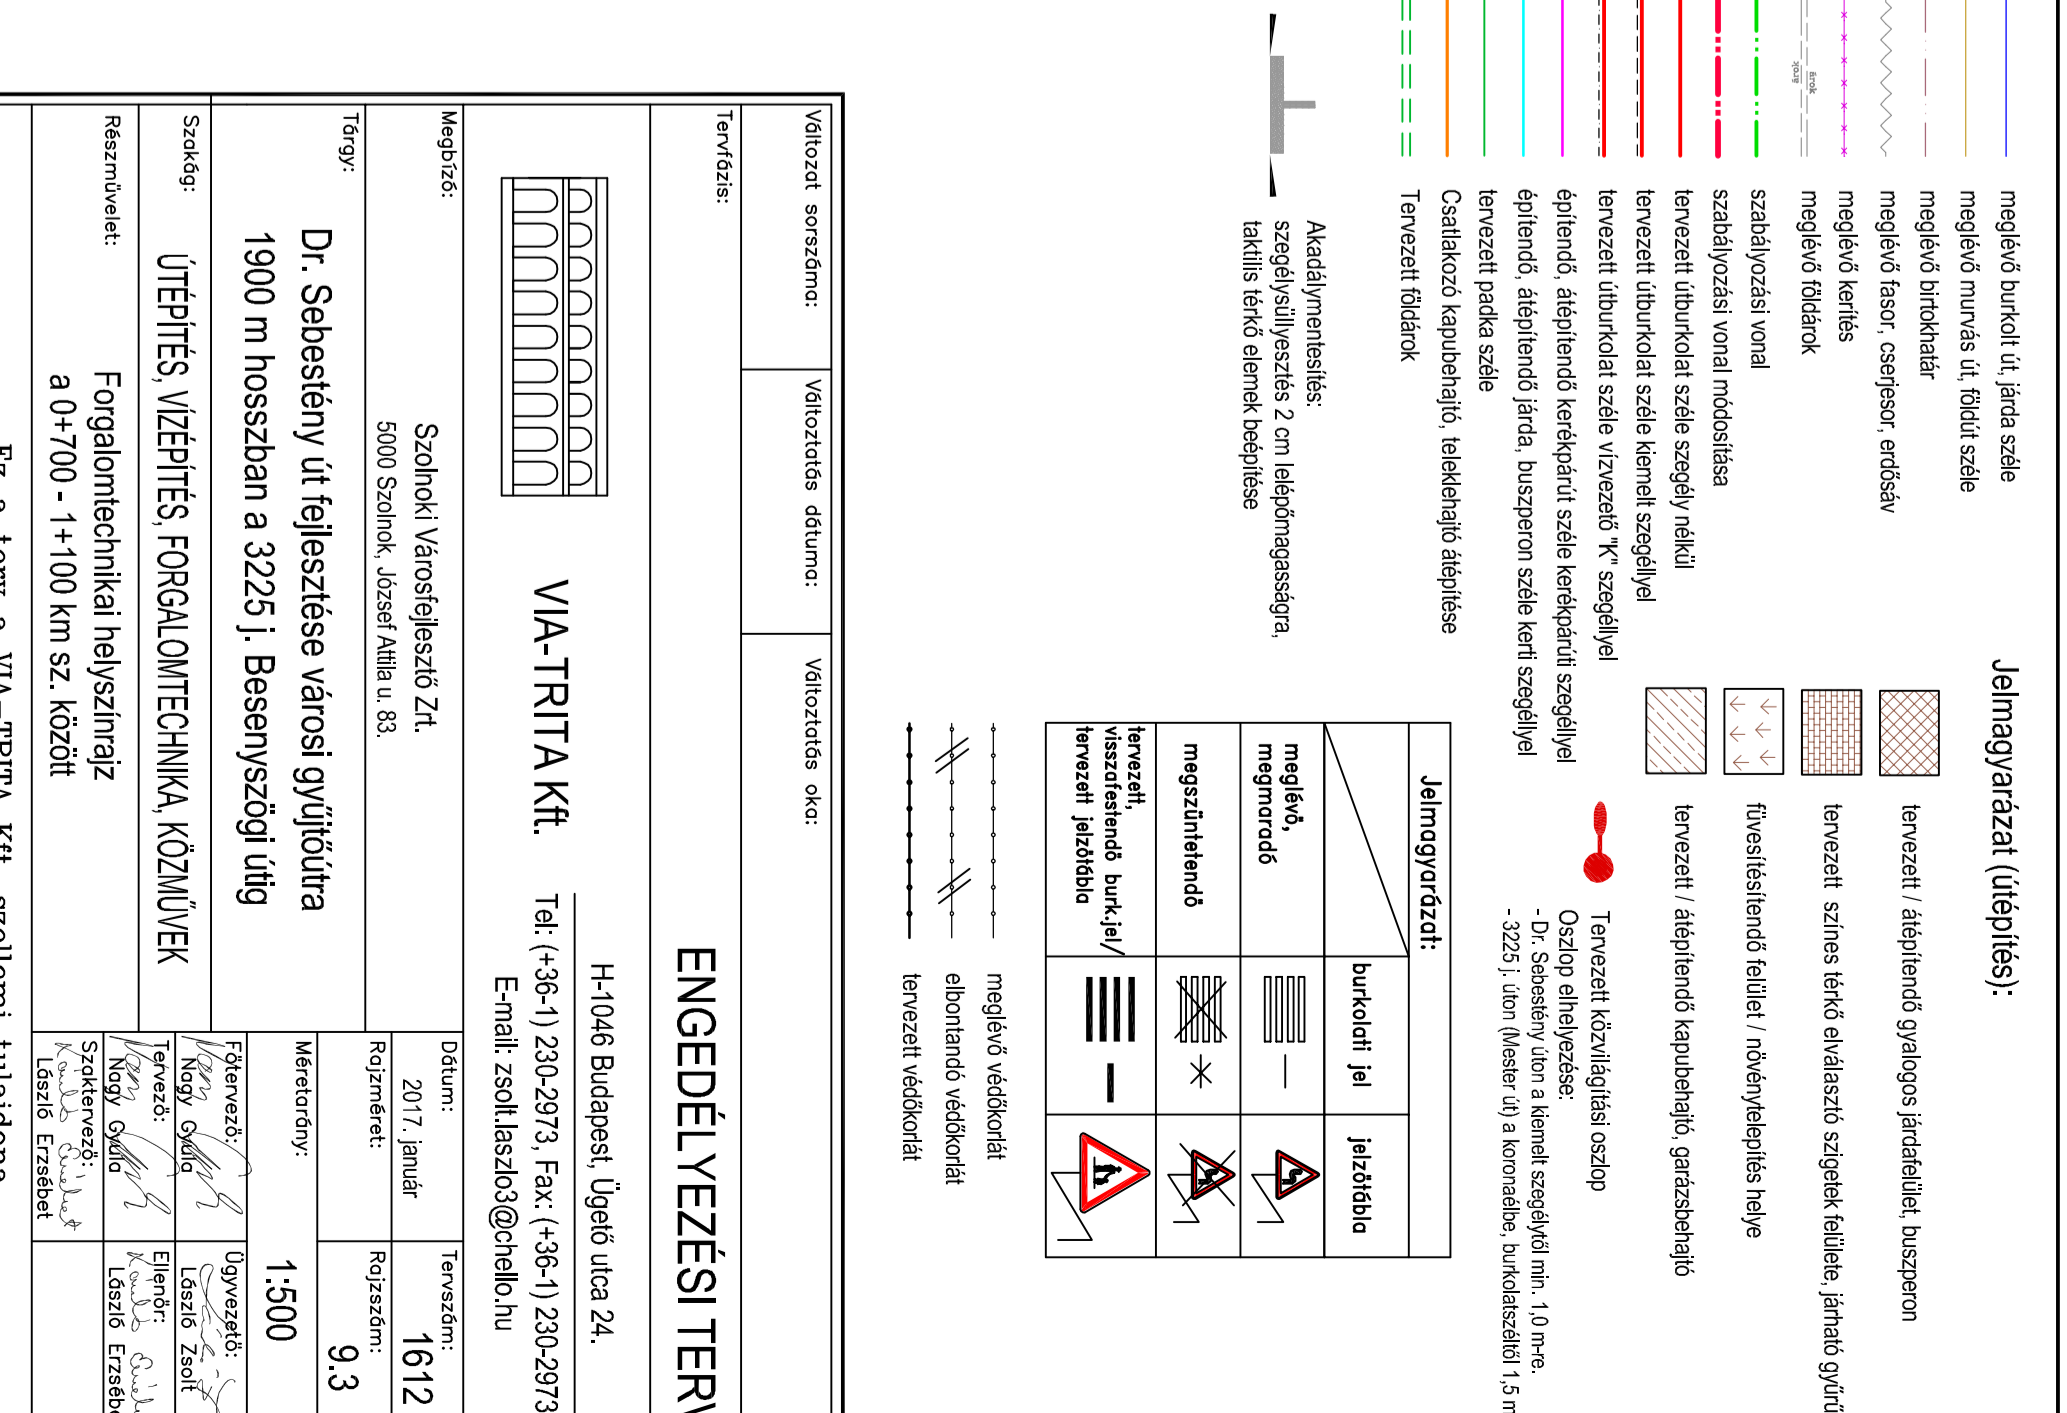 Jelmagyarázat (útépítés):
meglévő burkolt út, járda széle
meglévő murvás út, földút széle
meglévő birtokhatár
meglévő fasor, cserjesor, erdősáv
meglévő kerítés
árok
árok
meglévő földárok
szabályozási vonal
szabályozási vonal módosítása
tervezett útburkolat széle szegély nélkül
tervezett útburkolat széle kiemelt szegéllyel
tervezett útburkolat széle vízvezető "K" szegéllyel
építendő, átépítendő kerékpárút széle kerékpárúti szegéllyel
építendő, átépítendő járda, buszperon széle kerti szegéllyel
tervezett padka széle
Csatlakozó kapubehajtó, teleklehajtó átépítése
Tervezett földárok
Akadálymentesítés:
szegélysüllyesztés 2 cm lelépőmagasságra,
taktilis térkő elemek beépítése
tervezett / átépítendő gyalogos járdafelület, buszperon
tervezett színes térkő elválasztó szigetek felülete, járható gyűrű
füvesítésítendő felület / növénytelepítés helye
tervezett / átépítendő kapubehajtó, garázsbehajtó
Tervezett közvilágítási oszlop
Oszlop elhelyezése:
- Dr. Sebestény úton a kiemelt szegélytől min. 1,0 m-re.
- 3225 j. úton (Mester út) a koronaélbe, burkolatszéltől 1,5 m
Jelmagyarázat:
burkolati jel
jelzőtábla
meglévő,
megmaradó
megszüntetendő
tervezett,
visszafestendő burk.jel/
tervezett jelzőtábla
meglévő védőkorlát
elbontandó védőkorlát
tervezett védőkorlát
Változat sorszáma:
Változtatás dátuma:
Változtatás oka:
Tervfázis:
ENGEDÉLYEZÉSI TERV
VIA-TRITA Kft.
H-1046 Budapest, Ügető utca 24.
Tel: (+36-1) 230-2973, Fax: (+36-1) 230-2973
E-mail: zsolt.laszlo3@chello.hu
Megbízó:
Szolnoki Városfejlesztő Zrt.
5000 Szolnok, József Attila u. 83.
Dátum:
2017. január
Tervszám:
1612
Tárgy:
Dr. Sebestény út fejlesztése városi gyűjtőútra
1900 m hosszban a 3225 j. Besenyszögi útig
Rajzméret:
Rajzszám:
9.3
Méretarány:
1:500
Szakág:
ÚTÉPÍTÉS, VÍZÉPÍTÉS, FORGALOMTECHNIKA, KÖZMŰVEK
Főtervező:
Nagy Gyula
Ügyvezető:
László Zsolt
Részművelet:
Forgalomtechnikai helyszínrajz
a 0+700 - 1+100 km sz. között
Tervező:
Nagy Gyula
Ellenőr:
László Erzsébe
Szaktervező:
László Erzsébet
Ez a terv a VIA-TRITA Kft. szellemi tulajdona